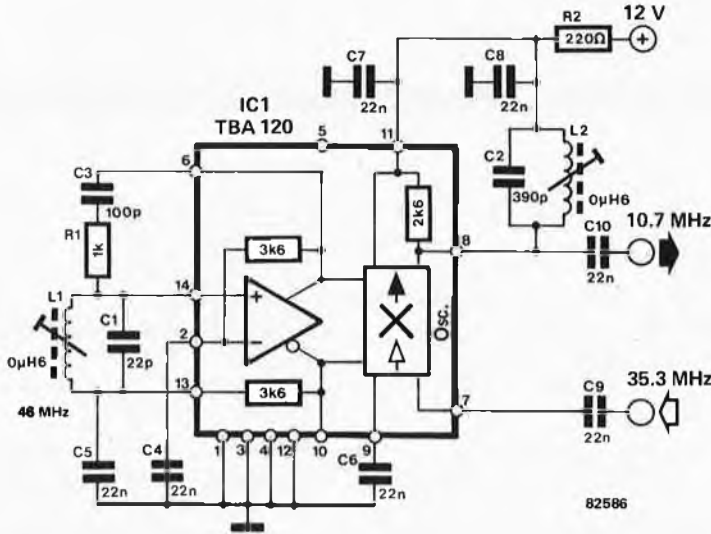 R2
12 V
220Ω
C7
22n
C8
22n
IC1
TBA 120
5
11
L2
6
C2
390p
0µH6
C3
100p
2k6
10.7 MHz
C10
22n
8
R1
1k
3k6
14
+
L1
C1
22p
0µH6
2
−
Osc.
13
3k6
7
35.3 MHz
C9
22n
46 MHz
1
3
4
12
10
9
C6
22n
C5
22n
C4
22n
82586